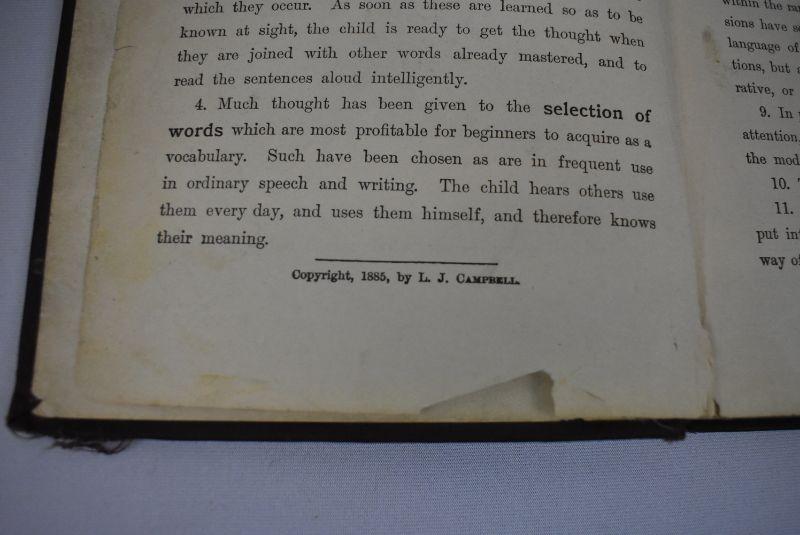 which they occur. As soon as these are learned so as to be
known at sight, the child is ready to get the thought when
they are joined with other words already mastered, and to
read the sentences aloud intelligently.
4. Much thought has been given to the selection of
words which are most profitable for beginners to acquire as a
vocabulary. Such have been chosen as are in frequent use
in ordinary speech and writing. The child hears others use
them every day, and uses them himself, and therefore knows
their meaning.
Copyright, 1885, by L. J. CAMPBELL.
within the
sions have
language of
tions, but
rative, or
9. In
attention.
the
10.
11.
put
way of